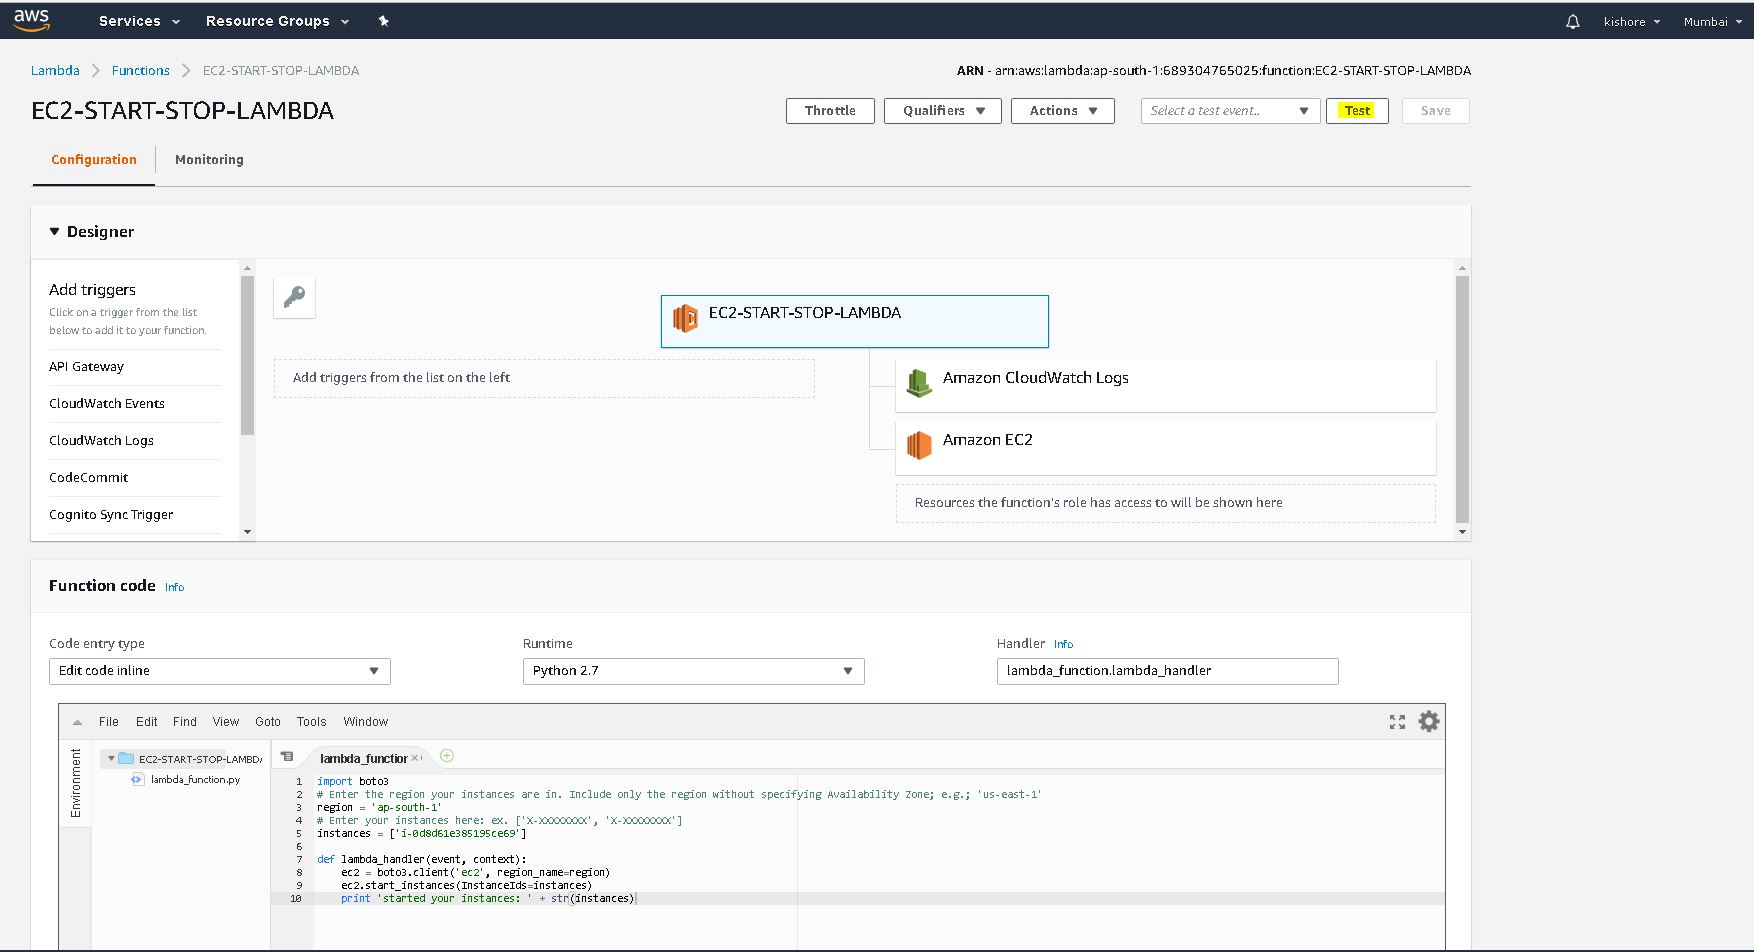 aws
Services
Resource Groups
kishore
Mumbai
Lambda
Functions
EC2-START-STOP-LAMBDA
ARN - arn:aws:lambda:ap-south-1:689304765025:function:EC2-START-STOP-LAMBDA
EC2-START-STOP-LAMBDA
Throttle
Qualifiers
Actions
Select a test event..
Test
Save
Configuration
Monitoring
Designer
Add triggers
Click on a trigger from the list
below to add it to your function.
API Gateway
CloudWatch Events
CloudWatch Logs
CodeCommit
Cognito Sync Trigger
EC2-START-STOP-LAMBDA
Add triggers from the list on the left
Amazon CloudWatch Logs
Amazon EC2
Resources the function's role has access to will be shown here
Function code Info
Code entry type
Edit code inline
Runtime
Python 2.7
Handler Info
lambda_function.lambda_handler
File Edit Find View Goto Tools Window
Environment
EC2-START-STOP-LAMBDA
lambda_function.py
lambda_function
1 import boto3
2 # Enter the region your instances are in. Include only the region without specifying Availability Zone; e.g.; 'us-east-1'
3 region = 'ap-south-1'
4 # Enter your instances here: ex. ['X-XXXXXXXX', 'X-XXXXXXXX']
5 instances = ['i-0d8d61e385195ce69']
6
7 def lambda_handler(event, context):
8 ec2 = boto3.client('ec2', region_name=region)
9 ec2.start_instances(InstanceIds=instances)
10 print 'started your instances: ' + str(instances)